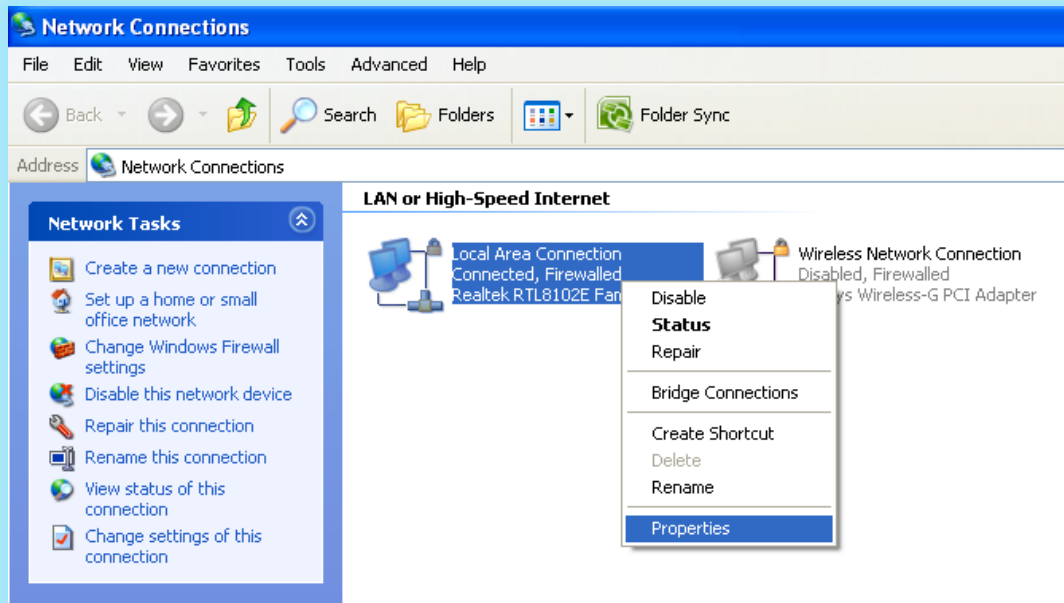 Network Connections
File Edit View Favorites Tools Advanced Help
Back Search Folders Folder Sync
Address Network Connections
Network Tasks
Create a new connection
Set up a home or small
office network
Change Windows Firewall
settings
Disable this network device
Repair this connection
Rename this connection
View status of this
connection
Change settings of this
connection
LAN or High-Speed Internet
Local Area Connection
Connected, Firewalled
Realtek RTL8102E
Wireless Network Connection
Disabled, Firewalled
Wireless-G PCI Adapter
Disable
Status
Repair
Bridge Connections
Create Shortcut
Delete
Rename
Properties